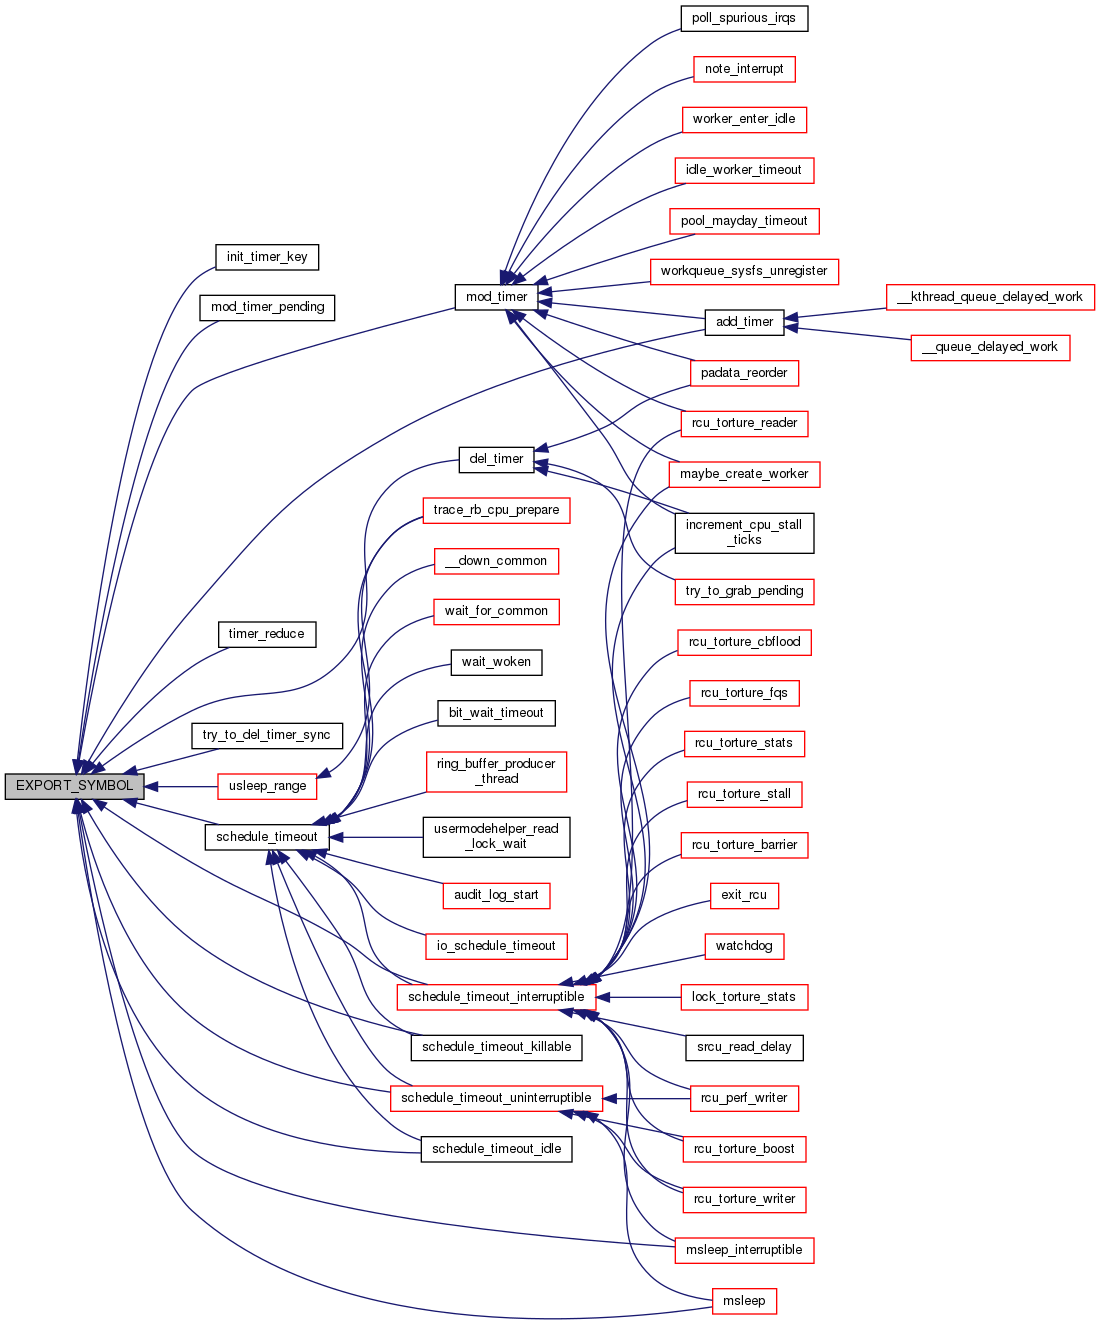 poll_spurious_irqs
note_interrupt
worker_enter_idle
idle_worker_timeout
pool_mayday_timeout
init_timer_key
workqueue_sysfs_unregister
mod_timer_pending
mod_timer
__kthread_queue_delayed_work
add_timer
__queue_delayed_work
padata_reorder
rcu_torture_reader
del_timer
maybe_create_worker
trace_rb_cpu_prepare
increment_cpu_stall
_ticks
__down_common
try_to_grab_pending
wait_for_common
timer_reduce
rcu_torture_cbflood
wait_woken
rcu_torture_fqs
bit_wait_timeout
try_to_del_timer_sync
rcu_torture_stats
ring_buffer_producer
_thread
EXPORT_SYMBOL
usleep_range
rcu_torture_stall
schedule_timeout
usermodehelper_read
_lock_wait
rcu_torture_barrier
audit_log_start
exit_rcu
io_schedule_timeout
watchdog
schedule_timeout_interruptible
lock_torture_stats
schedule_timeout_killable
srcu_read_delay
schedule_timeout_uninterruptible
rcu_perf_writer
schedule_timeout_idle
rcu_torture_boost
rcu_torture_writer
msleep_interruptible
msleep